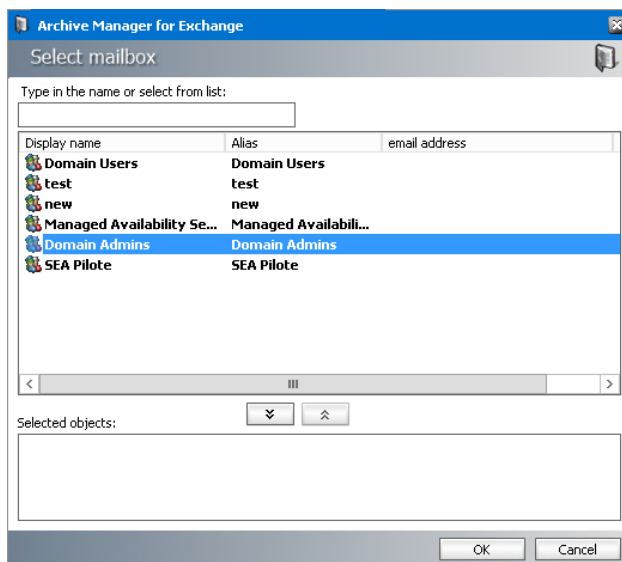 Archive Manager for Exchange
Select mailbox
Type in the name or select from list:
Display name Alias email address
Domain Users Domain Users
test test
new new
Managed Availability Se... Managed Availabili...
Domain Admins Domain Admins
SEA Pilote SEA Pilote
Selected objects:
OK Cancel